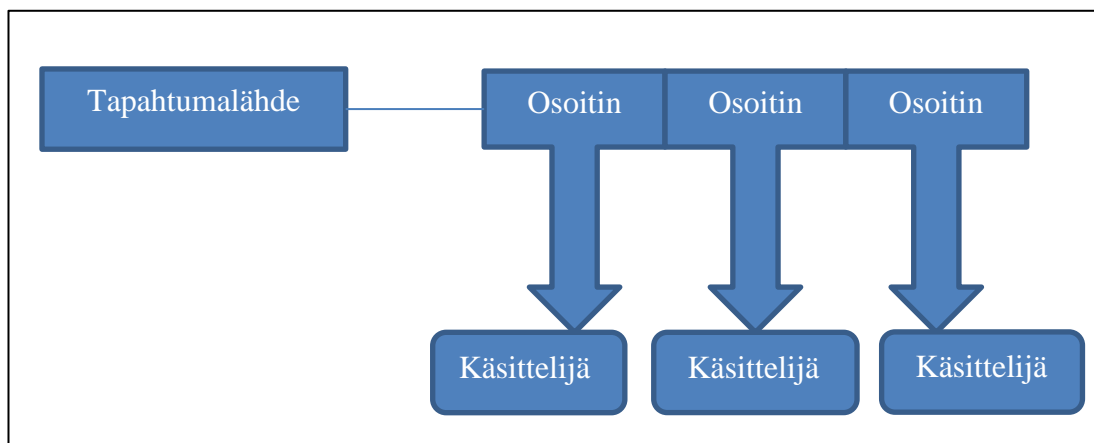 Tapahtumalähde
Osoitin
Osoitin
Osoitin
Käsittelijä
Käsittelijä
Käsittelijä